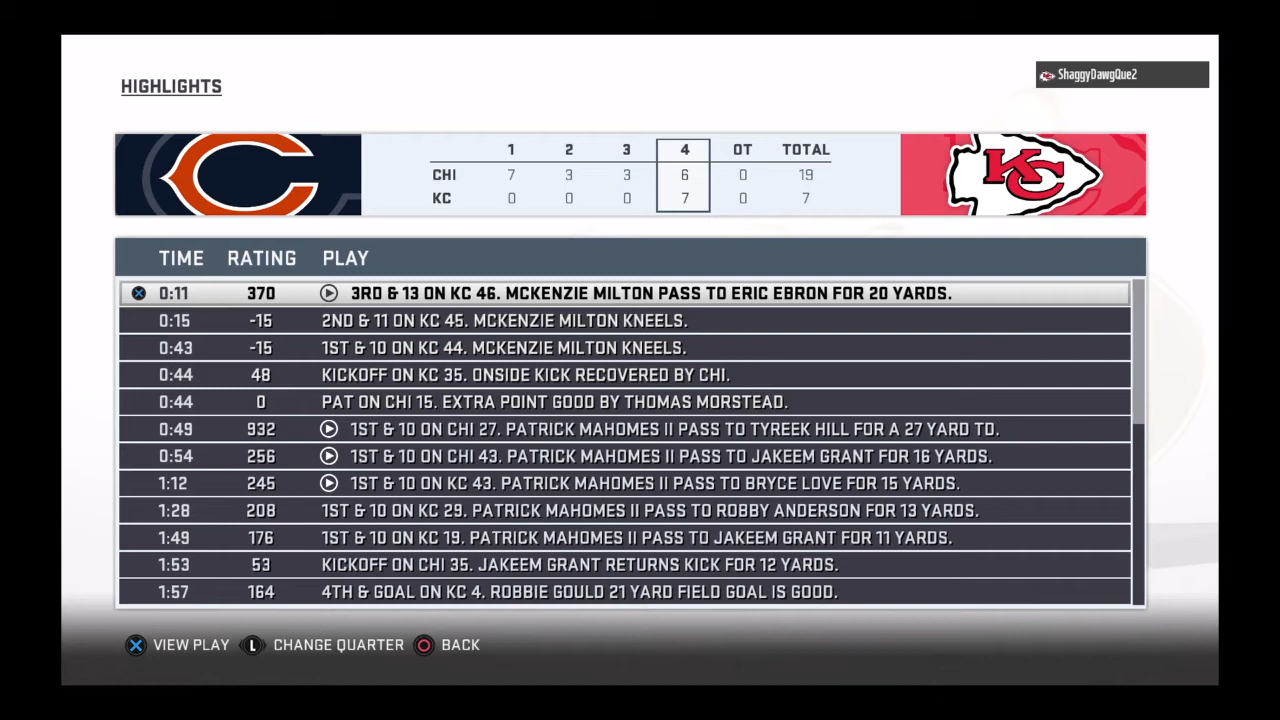 HIGHLIGHTS
ShaggyDawgQue2
1 2 3 4 OT TOTAL
CHI 7 3 3 6 0 19
KC 0 0 0 7 0 7
KC
TIME RATING PLAY
0:11 370 3RD & 13 ON KC 46. MCKENZIE MILTON PASS TO ERIC EBRON FOR 20 YARDS.
0:15 -15 2ND & 11 ON KC 45. MCKENZIE MILTON KNEELS.
0:43 -15 1ST & 10 ON KC 44. MCKENZIE MILTON KNEELS.
0:44 48 KICKOFF ON KC 35. ONSIDE KICK RECOVERED BY CHI.
0:44 0 PAT ON CHI 15. EXTRA POINT GOOD BY THOMAS MORSTEAD.
0:49 932 1ST & 10 ON CHI 27. PATRICK MAHOMES II PASS TO TYREEK HILL FOR A 27 YARD TD.
0:54 256 1ST & 10 ON CHI 43. PATRICK MAHOMES II PASS TO JAKEEM GRANT FOR 16 YARDS.
1:12 245 1ST & 10 ON KC 43. PATRICK MAHOMES II PASS TO BRYCE LOVE FOR 15 YARDS.
1:28 208 1ST & 10 ON KC 29. PATRICK MAHOMES II PASS TO ROBBY ANDERSON FOR 13 YARDS.
1:49 176 1ST & 10 ON KC 19. PATRICK MAHOMES II PASS TO JAKEEM GRANT FOR 11 YARDS.
1:53 53 KICKOFF ON CHI 35. JAKEEM GRANT RETURNS KICK FOR 12 YARDS.
1:57 164 4TH & GOAL ON KC 4. ROBBIE GOULD 21 YARD FIELD GOAL IS GOOD.
VIEW PLAY L CHANGE QUARTER BACK